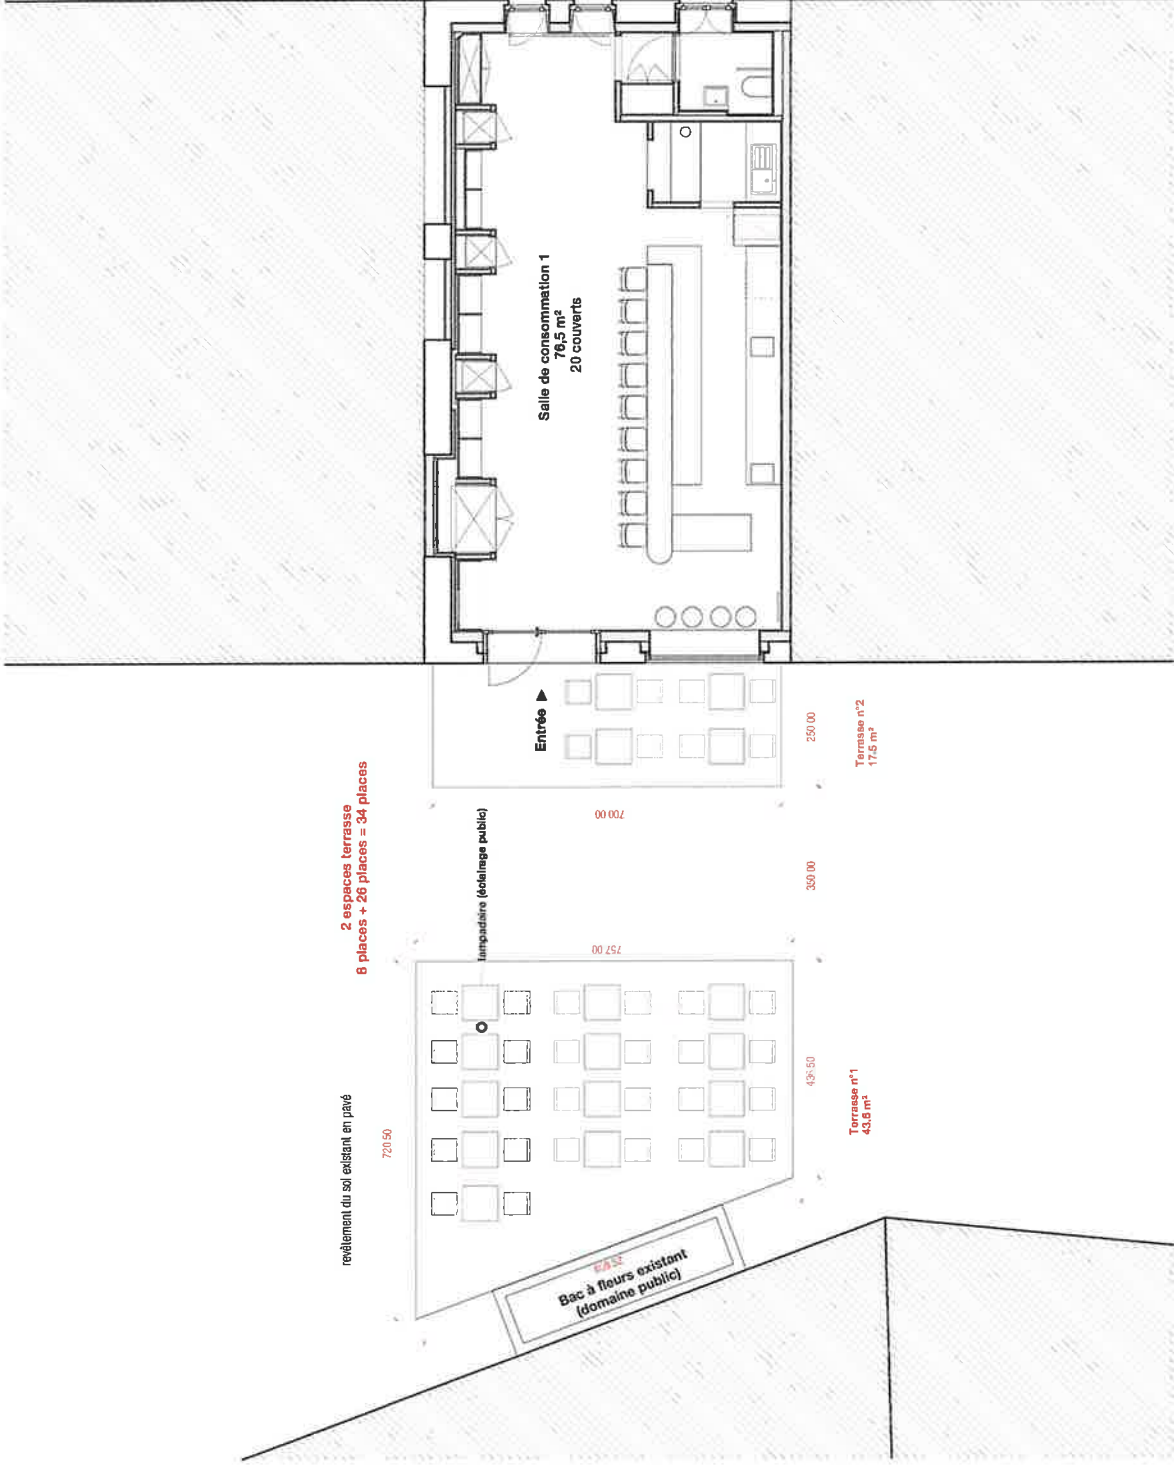 Salle de consommation 1
76,5 m²
20 couverts
Entrée
250.00
Terrasse n°2
17.5 m²
700.00
2 espaces terrasse
8 places + 26 places = 34 places
lampadaire (éclairage public)
350.00
757.00
revêtement du sol existant en pavé
720.50
436.50
Terrasse n°1
43.6 m²
Bac à fleurs existant
(domaine public)